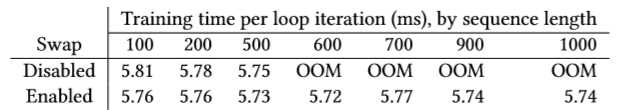 Training time per loop iteration (ms), by sequence length
Swap 100 200 500 600 700 900 1000
Disabled 5.81 5.78 5.75 OOM OOM OOM OOM
Enabled 5.76 5.76 5.73 5.72 5.77 5.74 5.74